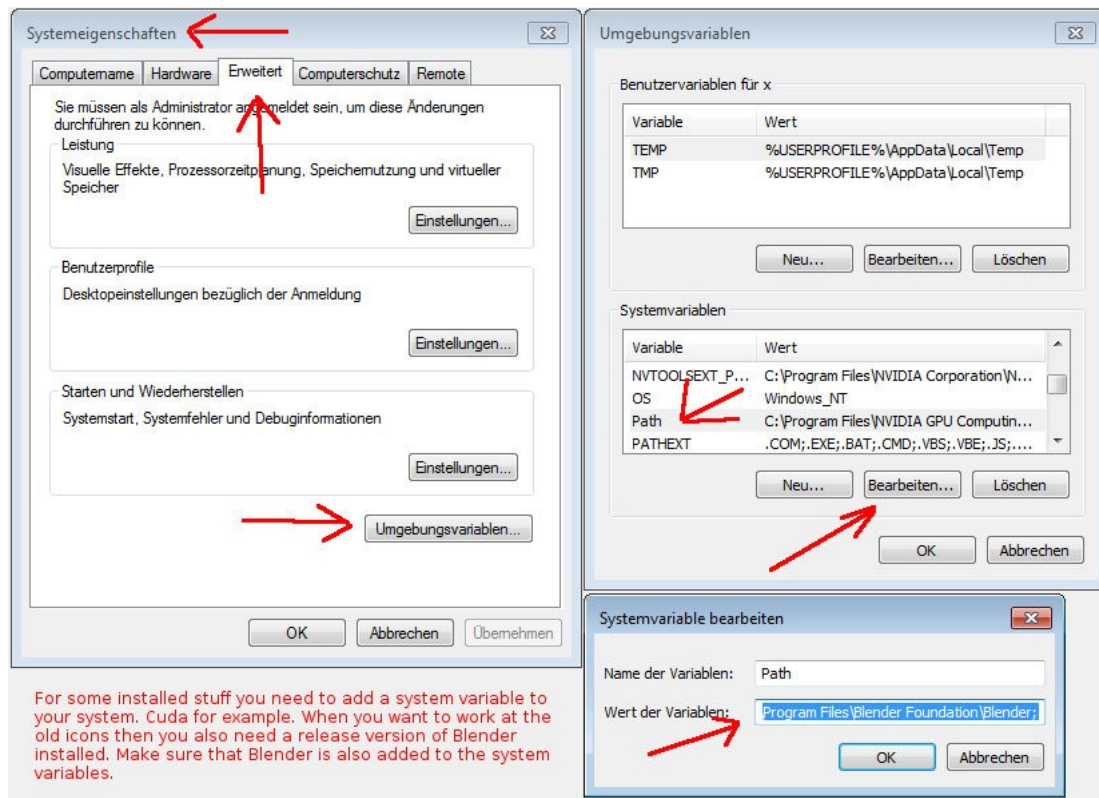 Systemeigenschaften
Computername Hardware Erweitert Computerschutz Remote
Sie müssen als Administrator angemeldet sein, um diese Änderungen
durchführen zu können.
Leistung
Visuelle Effekte, Prozessorzeitplanung, Speichernutzung und virtueller
Speicher
Einstellungen...
Benutzerprofile
Desktopeinstellungen bezüglich der Anmeldung
Einstellungen...
Starten und Wiederherstellen
Systemstart, Systemfehler und Debuginformationen
Einstellungen...
Umgebungsvariablen...
OK Abbrechen Übernehmen
For some installed stuff you need to add a system variable to
your system. Cuda for example. When you want to work at the
old icons then you also need a release version of Blender
installed. Make sure that Blender is also added to the system
variables.
Umgebungsvariablen
Benutzervariablen für x
Variable Wert
TEMP %USERPROFILE%\AppData\Local\Temp
TMP %USERPROFILE%\AppData\Local\Temp
Neu... Bearbeiten... Löschen
Systemvariablen
Variable Wert
NVTOOLSEXT_P... C:\Program Files\NVIDIA Corporation\N...
OS Windows_NT
Path C:\Program Files\NVIDIA GPU Computin...
PATHEXT .COM;.EXE;.BAT;.CMD;.VBS;.VBE;.JS;....
Neu... Bearbeiten... Löschen
OK Abbrechen
Systemvariable bearbeiten
Name der Variablen: Path
Wert der Variablen: Program Files\Blender Foundation\Blender;
OK Abbrechen